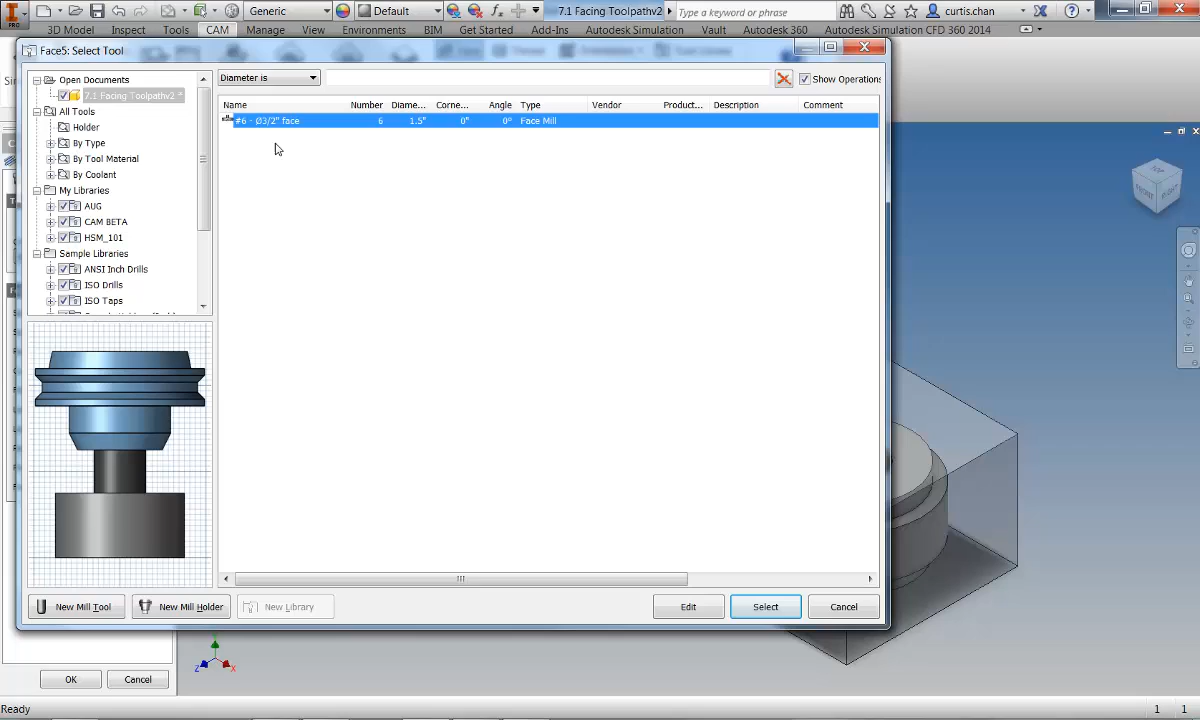 PRO
Generic
Default
7.1 Facing Toolpathv2
Type a keyword or phrase
curtis.chan
3D Model Inspect Tools CAM Manage View Environments BIM Get Started Add-Ins Autodesk Simulation Vault Autodesk 360 Autodesk Simulation CFD 360 2014
Face5: Select Tool
Open Documents
7.1 Facing Toolpathv2 *
All Tools
Holder
By Type
By Tool Material
By Coolant
My Libraries
AUG
CAM BETA
HSM_101
Sample Libraries
ANSI Inch Drills
ISO Drills
ISO Taps
Diameter is
Show Operations
Name Number Diame... Corne... Angle Type Vendor Produc... Description Comment
#6 - Ø3/2" face 6 1.5" 0" 0° Face Mill
TOP
FRONT
RIGHT
New Mill Tool
New Mill Holder
New Library
Edit
Select
Cancel
Z
X
OK
Cancel
Ready
1 1